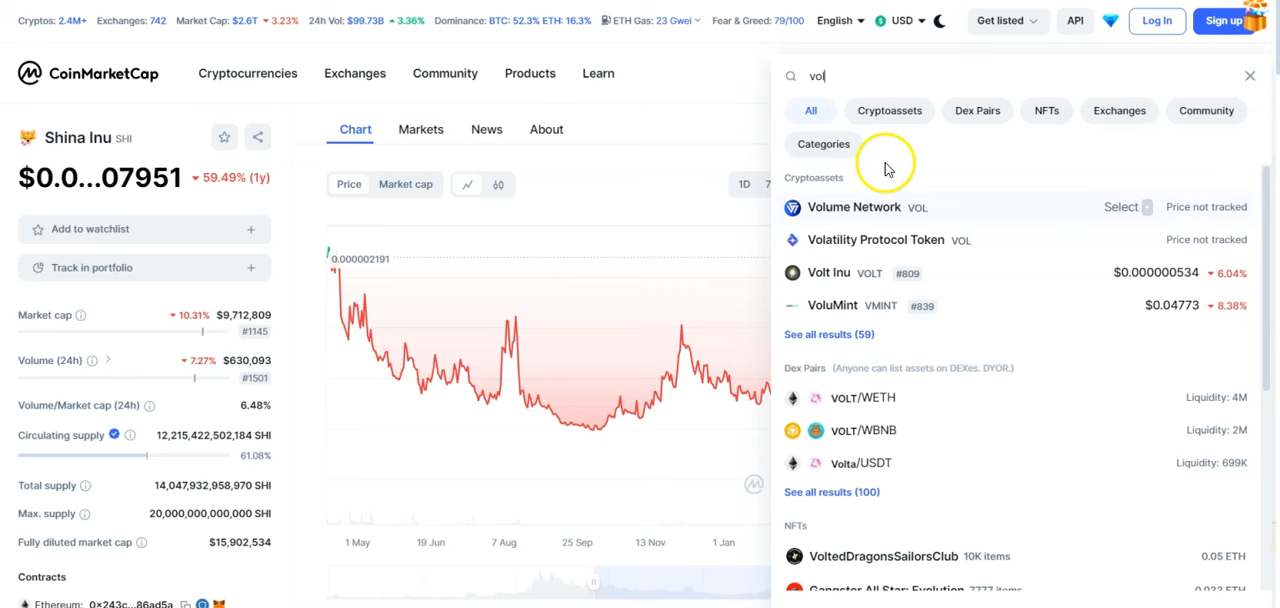 Cryptos: 2.4M+ Exchanges: 742 Market Cap: $2.6T 3.23% 24h Vol: $99.73B 3.36% Dominance: BTC: 52.3% ETH: 16.3% ETH Gas: 23 Gwei Fear & Greed: 79/100 English USD Get listed API Log In Sign up
CoinMarketCap Cryptocurrencies Exchanges Community Products Learn
vol
All Cryptoassets Dex Pairs NFTs Exchanges Community
Categories
Shina Inu SHI
$0.0...07951 59.49% (1y)
Add to watchlist +
Track in portfolio +
Market cap 10.31% $9,712,809
#1145
Volume (24h) 7.27% $630,093
#1501
Volume/Market cap (24h) 6.48%
Circulating supply 12,215,422,502,184 SHI
61.08%
Total supply 14,047,932,958,970 SHI
Max. supply 20,000,000,000,000 SHI
Fully diluted market cap $15,902,534
Contracts
Ethereum: 0x243c...86ad5a
Chart Markets News About
Price Market cap 1D
0.000002191
1 May 19 Jun 7 Aug 25 Sep 13 Nov 1 Jan
Cryptoassets
Volume Network VOL Select Price not tracked
Volatility Protocol Token VOL Price not tracked
Volt Inu VOLT #809 $0.000000534 6.04%
VoluMint VMINT #839 $0.04773 8.38%
See all results (59)
Dex Pairs (Anyone can list assets on DEXes. DYOR.)
VOLT/WETH Liquidity: 4M
VOLT/WBNB Liquidity: 2M
Volta/USDT Liquidity: 699K
See all results (100)
NFTs
VoltedDragonsSailorsClub 10K items 0.05 ETH
Gangster All Star: Evolution 7777 items 0.033 ETH